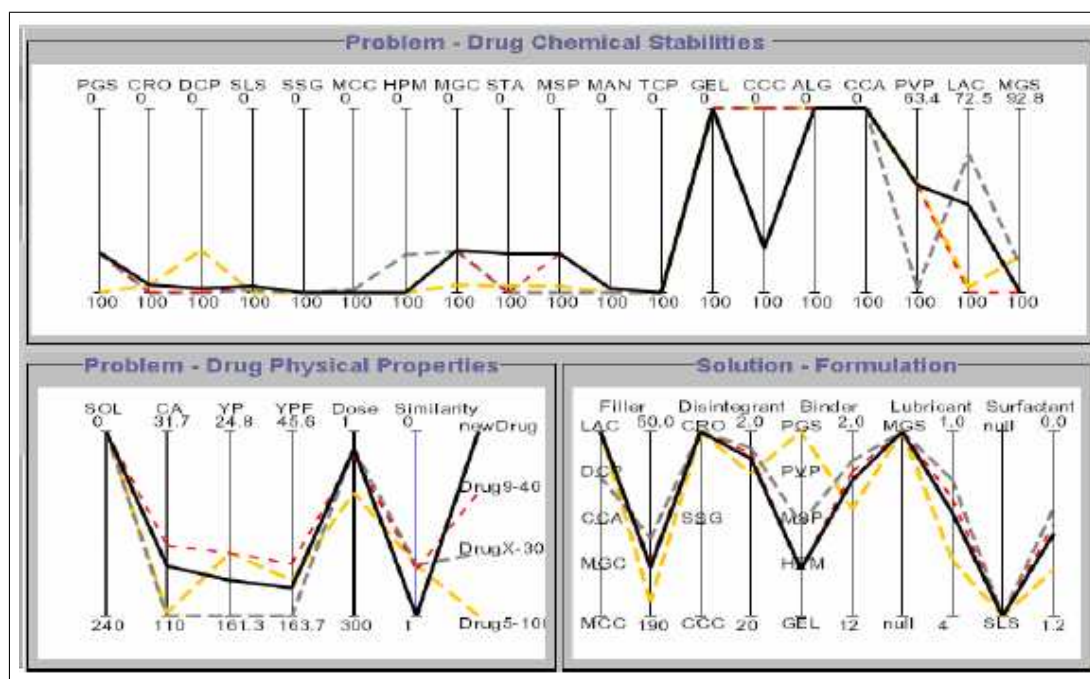 Problem - Drug Chemical Stabilities
PGS CRO DCP SLS SSG MCC HPM MGC STA MSP MAN TCP GEL CCC ALG CCA PVP LAC MGS
0 0 0 0 0 0 0 0 0 0 0 0 0 0 0 0 63.4 72.5 92.8
100 100 100 100 100 100 100 100 100 100 100 100 100 100 100 100 100 100 100
Problem - Drug Physical Properties
SOL CA YP YPF Dose Similarity
0 31.7 24.8 45.6 1 0 newDrug
Drug9-40
DrugX-30
240 110 161.3 163.7 300 1 Drug5-100
Solution - Formulation
Filler Disintegrant Binder Lubricant Surfactant
LAC 50.0 CRO 2.0 PGS 2.0 MGS 1.0 null 0.0
DCP PVP
CCA SSG MSP
MGC HPM
MCC 190 CCC 20 GEL 12 null 4 SLS 1.2